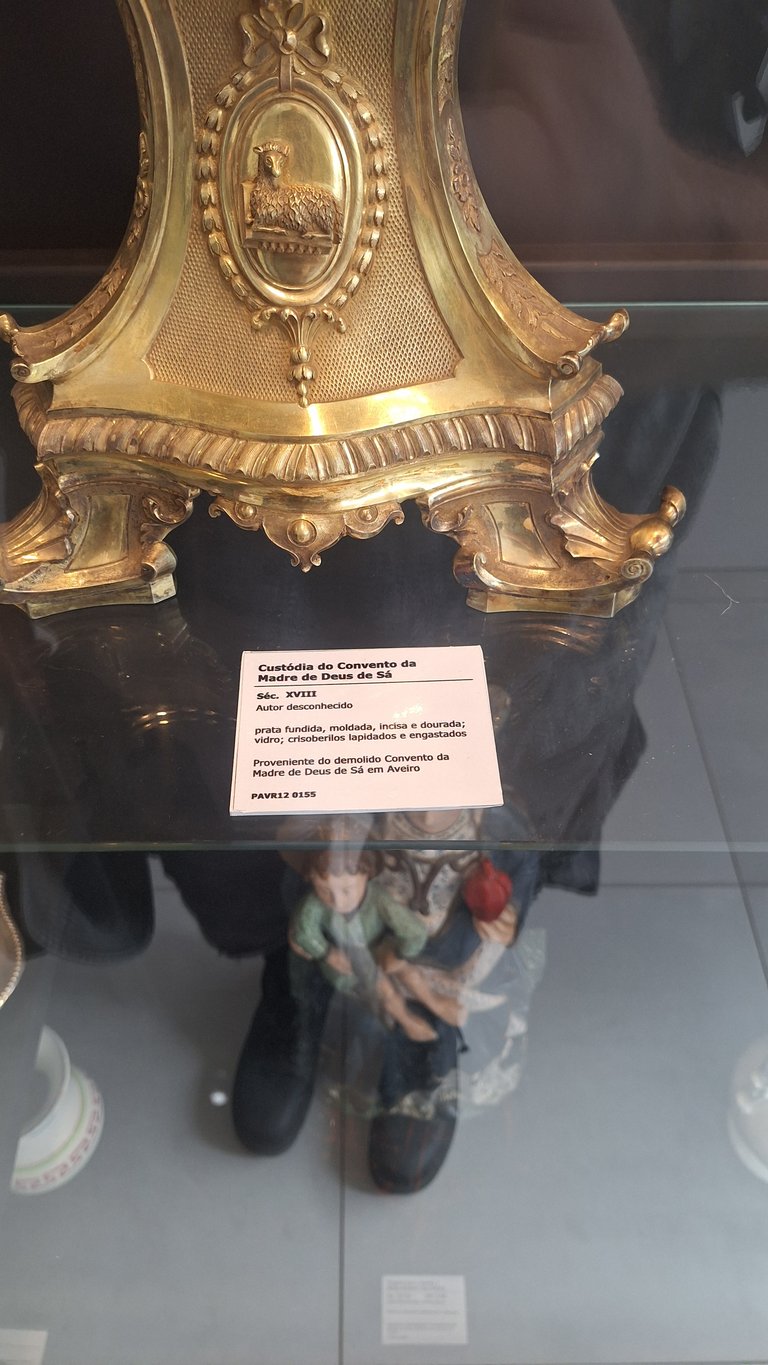 Custódia do Convento da
Madre de Deus de Sá
Séc. XVIII
Autor desconhecido
prata fundida, moldada, incisa e dourada;
vidro; crisoberilos lapidados e engastados
Proveniente do demolido Convento da
Madre de Deus de Sá em Aveiro
PAVR12 0155